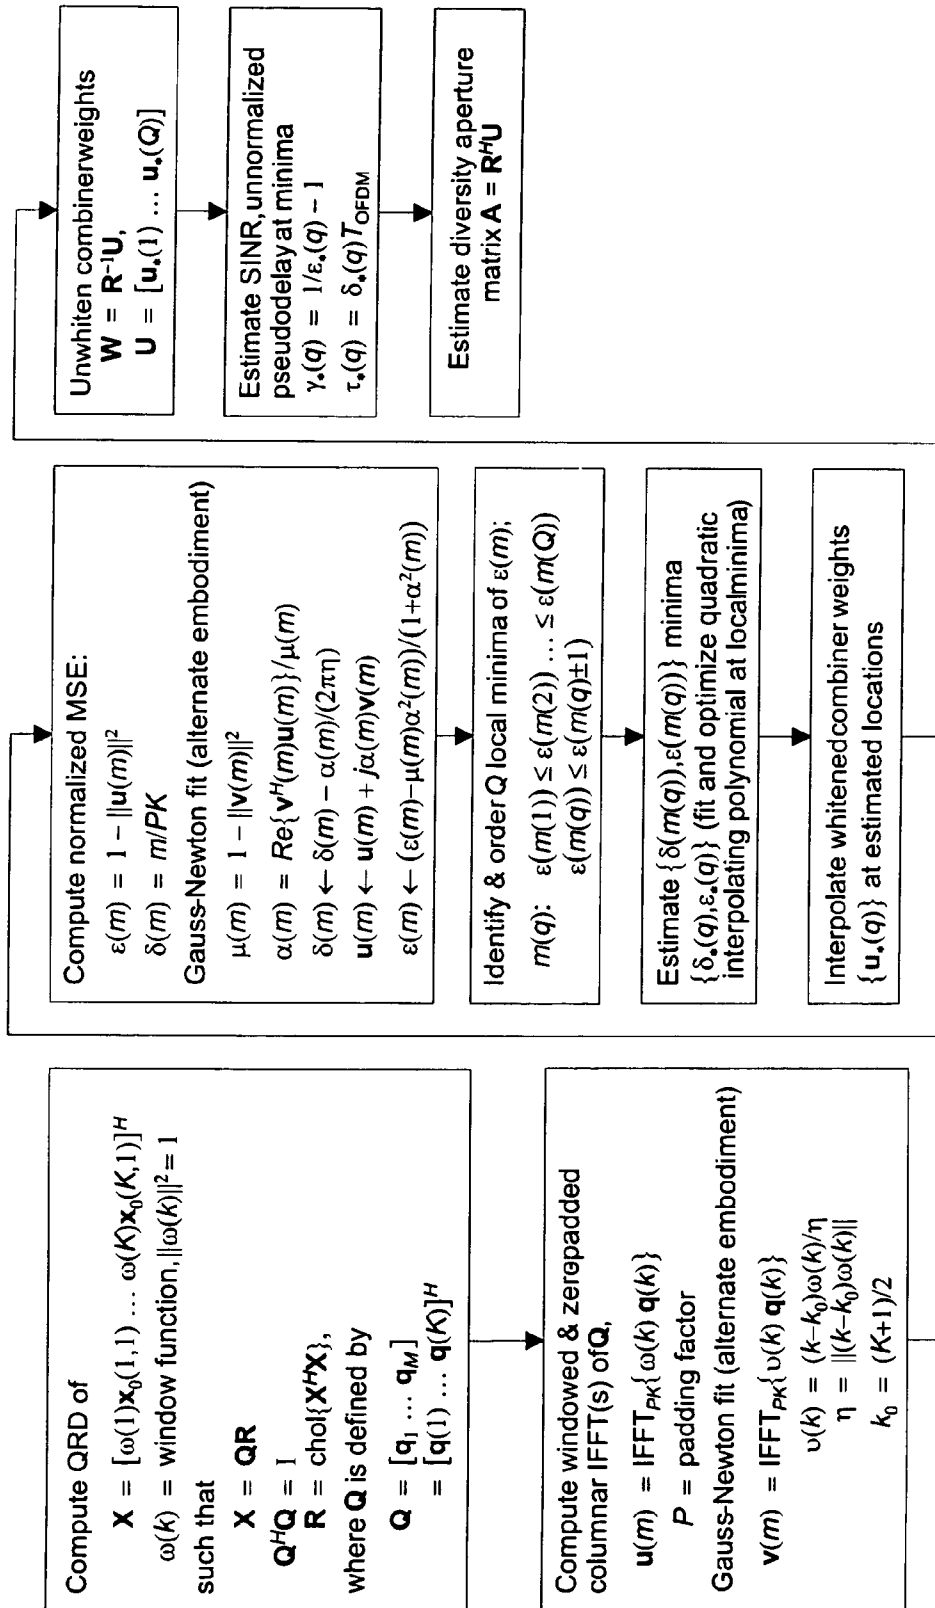 Compute QRD of
X = [ω(1)x₀(1,1) … ω(K)x₀(K,1)]ᴴ
ω(k) = window function, ||ω(k)||² = 1
such that
X = QR
QᴴQ = I
R = chol{XᴴX},
where Q is defined by
Q = [q₁ … q_M]
= [q(1) … q(K)]ᴴ
Compute windowed & zeropadded
columnar IFFT(s) of Q,
u(m) = IFFT_PK{ω(k) q(k)}
P = padding factor
Gauss-Newton fit (alternate embodiment)
v(m) = IFFT_PK{υ(k) q(k)}
υ(k) = (k–k₀)ω(k)/η
η = ||(k–k₀)ω(k)||
k₀ = (K+1)/2
Compute normalized MSE:
ε(m) = 1 – ||u(m)||²
δ(m) = m/PK
Gauss-Newton fit (alternate embodiment)
μ(m) = 1 – ||v(m)||²
α(m) = Re{vᴴ(m)u(m)}/μ(m)
δ(m) ← δ(m) – α(m)/(2πη)
u(m) ← u(m) + jα(m)v(m)
ε(m) ← (ε(m)–μ(m)α²(m))/(1+α²(m))
Identify & order Q local minima of ε(m);
m(q): ε(m(1)) ≤ ε(m(2)) … ≤ ε(m(Q))
ε(m(q)) ≤ ε(m(q)±1)
Estimate {δ(m(q)),ε(m(q))} minima
{δ⁎(q),ε⁎(q)} (fit and optimize quadratic
interpolating polynomial at local minima)
Interpolate whitened combiner weights
{u⁎(q)} at estimated locations
Unwhiten combiner weights
W = R⁻¹U,
U = [u⁎(1) … u⁎(Q)]
Estimate SINR, unnormalized
pseudodelay at minima
γ⁎(q) = 1/ε⁎(q) – 1
τ⁎(q) = δ⁎(q)T_OFDM
Estimate diversity aperture
matrix A = RᴴU